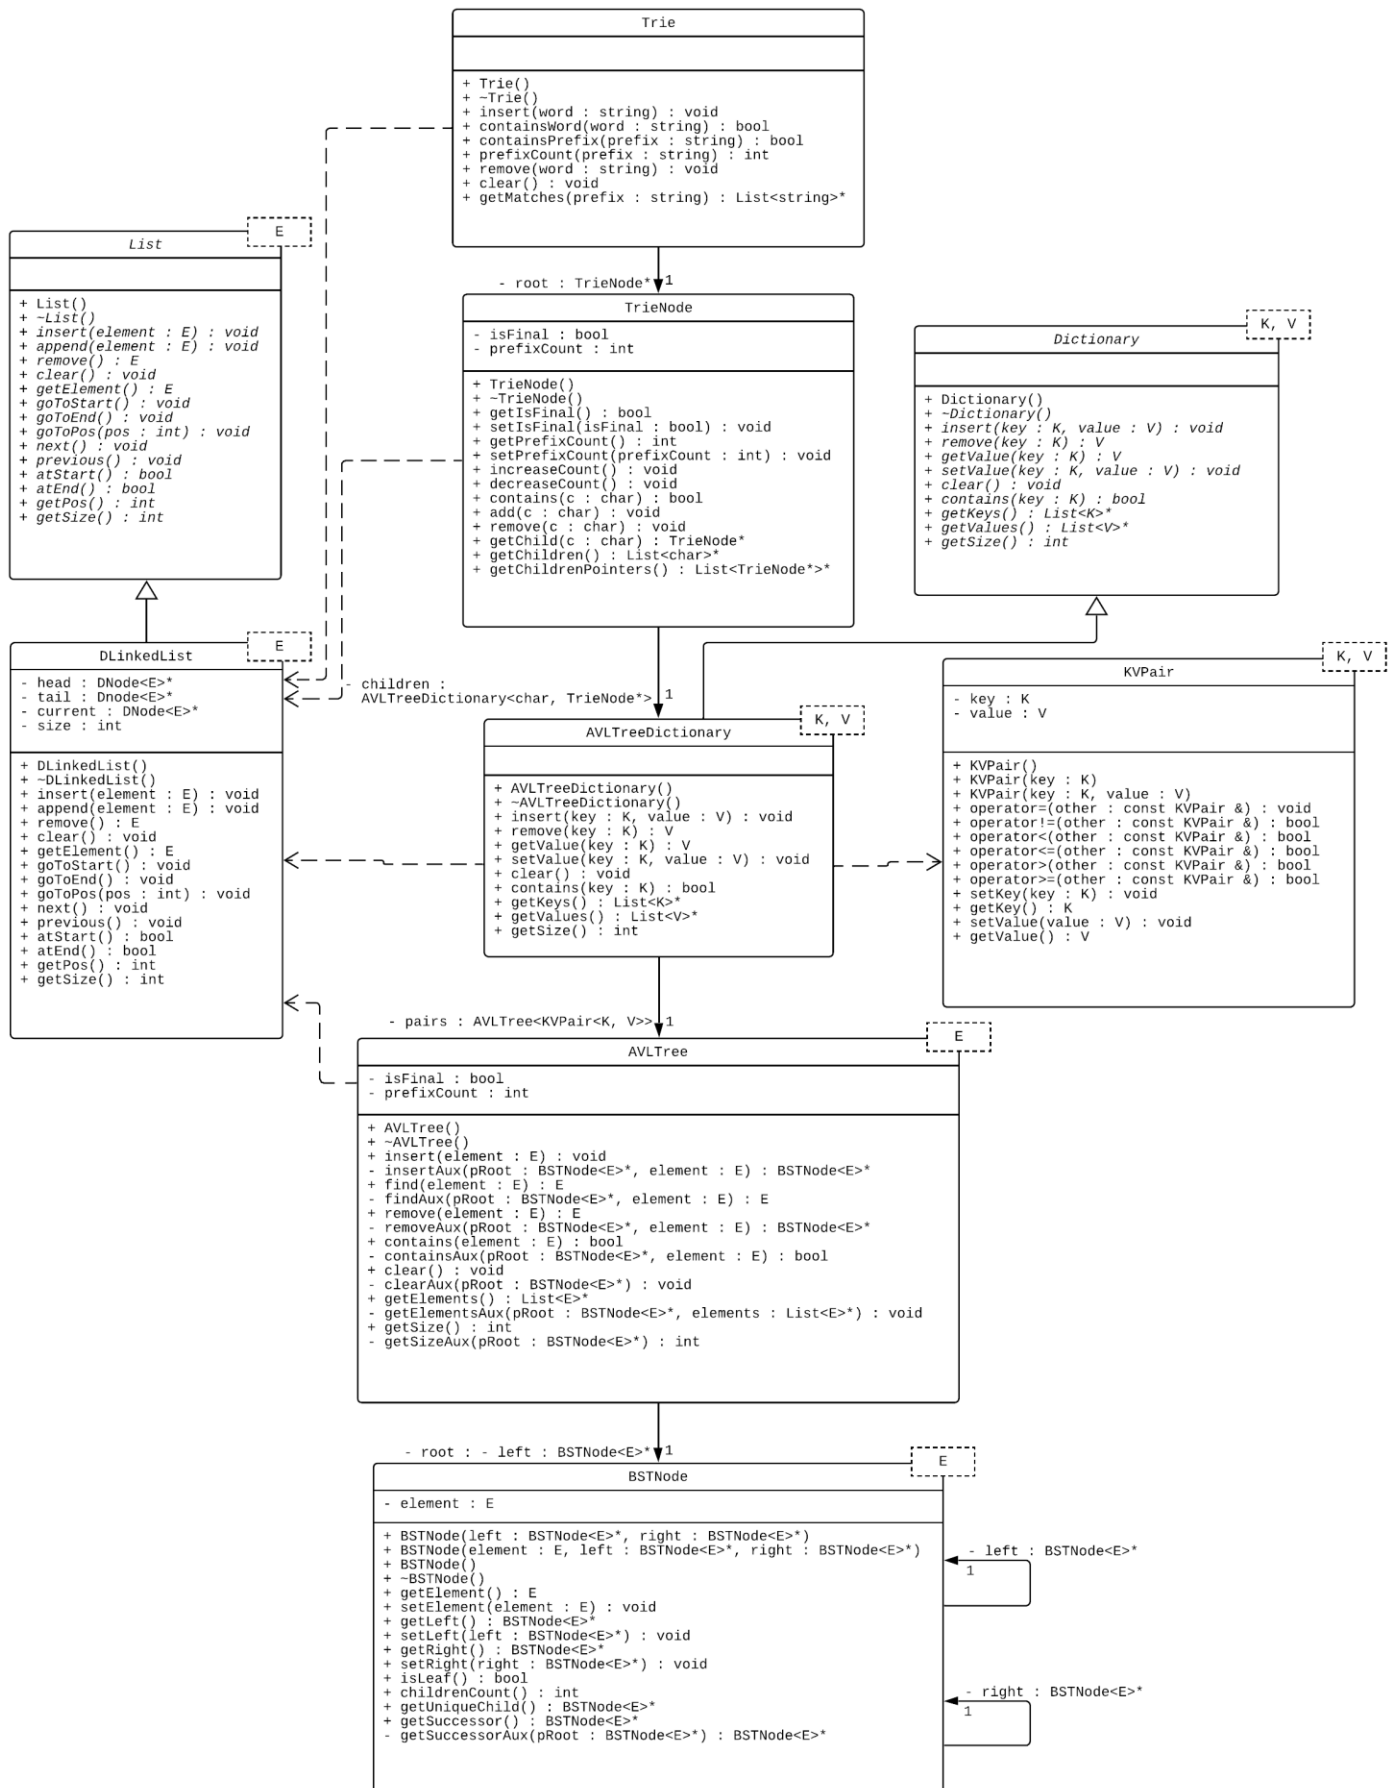 Trie
+ Trie()
+ ~Trie()
+ insert(word : string) : void
+ containsWord(word : string) : bool
+ containsPrefix(prefix : string) : bool
+ prefixCount(prefix : string) : int
+ remove(word : string) : void
+ clear() : void
+ getMatches(prefix : string) : List<string>*
E
List
+ List()
+ ~List()
+ insert(element : E) : void
+ append(element : E) : void
+ remove() : E
+ clear() : void
+ getElement() : E
+ goToStart() : void
+ goToEnd() : void
+ goToPos(pos : int) : void
+ next() : void
+ previous() : void
+ atStart() : bool
+ atEnd() : bool
+ getPos() : int
+ getSize() : int
- root : TrieNode*
1
TrieNode
- isFinal : bool
- prefixCount : int
+ TrieNode()
+ ~TrieNode()
+ getIsFinal() : bool
+ setIsFinal(isFinal : bool) : void
+ getPrefixCount() : int
+ setPrefixCount(prefixCount : int) : void
+ increaseCount() : void
+ decreaseCount() : void
+ contains(c : char) : bool
+ add(c : char) : void
+ remove(c : char) : void
+ getChild(c : char) : TrieNode*
+ getChildren() : List<char>*
+ getChildrenPointers() : List<TrieNode*>*
K, V
Dictionary
+ Dictionary()
+ ~Dictionary()
+ insert(key : K, value : V) : void
+ remove(key : K) : V
+ getValue(key : K) : V
+ setValue(key : K, value : V) : void
+ clear() : void
+ contains(key : K) : bool
+ getKeys() : List<K>*
+ getValues() : List<V>*
+ getSize() : int
E
DLinkedList
- head : DNode<E>*
- tail : Dnode<E>*
- current : DNode<E>*
- size : int
+ DLinkedList()
+ ~DLinkedList()
+ insert(element : E) : void
+ append(element : E) : void
+ remove() : E
+ clear() : void
+ getElement() : E
+ goToStart() : void
+ goToEnd() : void
+ goToPos(pos : int) : void
+ next() : void
+ previous() : void
+ atStart() : bool
+ atEnd() : bool
+ getPos() : int
+ getSize() : int
- children :
AVLTreeDictionary<char, TrieNode*>
1
K, V
AVLTreeDictionary
+ AVLTreeDictionary()
+ ~AVLTreeDictionary()
+ insert(key : K, value : V) : void
+ remove(key : K) : V
+ getValue(key : K) : V
+ setValue(key : K, value : V) : void
+ clear() : void
+ contains(key : K) : bool
+ getKeys() : List<K>*
+ getValues() : List<V>*
+ getSize() : int
K, V
KVPair
- key : K
- value : V
+ KVPair()
+ KVPair(key : K)
+ KVPair(key : K, value : V)
+ operator=(other : const KVPair &) : void
+ operator!=(other : const KVPair &) : bool
+ operator<(other : const KVPair &) : bool
+ operator<=(other : const KVPair &) : bool
+ operator>(other : const KVPair &) : bool
+ operator>=(other : const KVPair &) : bool
+ setKey(key : K) : void
+ getKey() : K
+ setValue(value : V) : void
+ getValue() : V
- pairs : AVLTree<KVPair<K, V>>
1
E
AVLTree
- isFinal : bool
- prefixCount : int
+ AVLTree()
+ ~AVLTree()
+ insert(element : E) : void
- insertAux(pRoot : BSTNode<E>*, element : E) : BSTNode<E>*
+ find(element : E) : E
- findAux(pRoot : BSTNode<E>*, element : E) : E
+ remove(element : E) : E
- removeAux(pRoot : BSTNode<E>*, element : E) : BSTNode<E>*
+ contains(element : E) : bool
- containsAux(pRoot : BSTNode<E>*, element : E) : bool
+ clear() : void
- clearAux(pRoot : BSTNode<E>*) : void
+ getElements() : List<E>*
- getElementsAux(pRoot : BSTNode<E>*, elements : List<E>*) : void
+ getSize() : int
- getSizeAux(pRoot : BSTNode<E>*) : int
- root : - left : BSTNode<E>*
1
E
BSTNode
- element : E
+ BSTNode(left : BSTNode<E>*, right : BSTNode<E>*)
+ BSTNode(element : E, left : BSTNode<E>*, right : BSTNode<E>*)
+ BSTNode()
+ ~BSTNode()
+ getElement() : E
+ setElement(element : E) : void
+ getLeft() : BSTNode<E>*
+ setLeft(left : BSTNode<E>*) : void
+ getRight() : BSTNode<E>*
+ setRight(right : BSTNode<E>*) : void
+ isLeaf() : bool
+ childrenCount() : int
+ getUniqueChild() : BSTNode<E>*
+ getSuccessor() : BSTNode<E>*
- getSuccessorAux(pRoot : BSTNode<E>*) : BSTNode<E>*
- left : BSTNode<E>*
1
- right : BSTNode<E>*
1